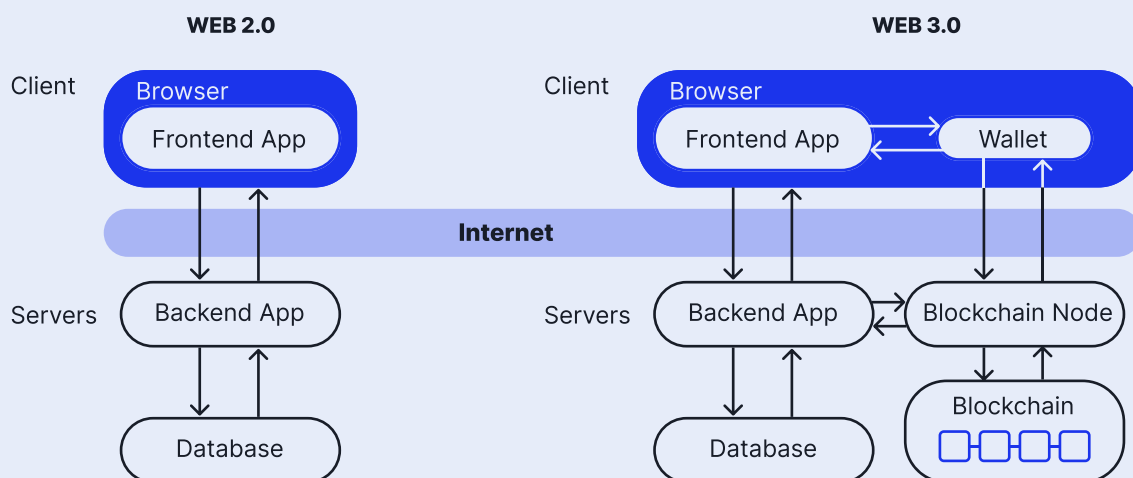 WEB 2.0
Client
Browser
Frontend App
WEB 3.0
Client
Browser
Frontend App
Wallet
Internet
Servers
Backend App
Database
Servers
Backend App
Blockchain Node
Database
Blockchain